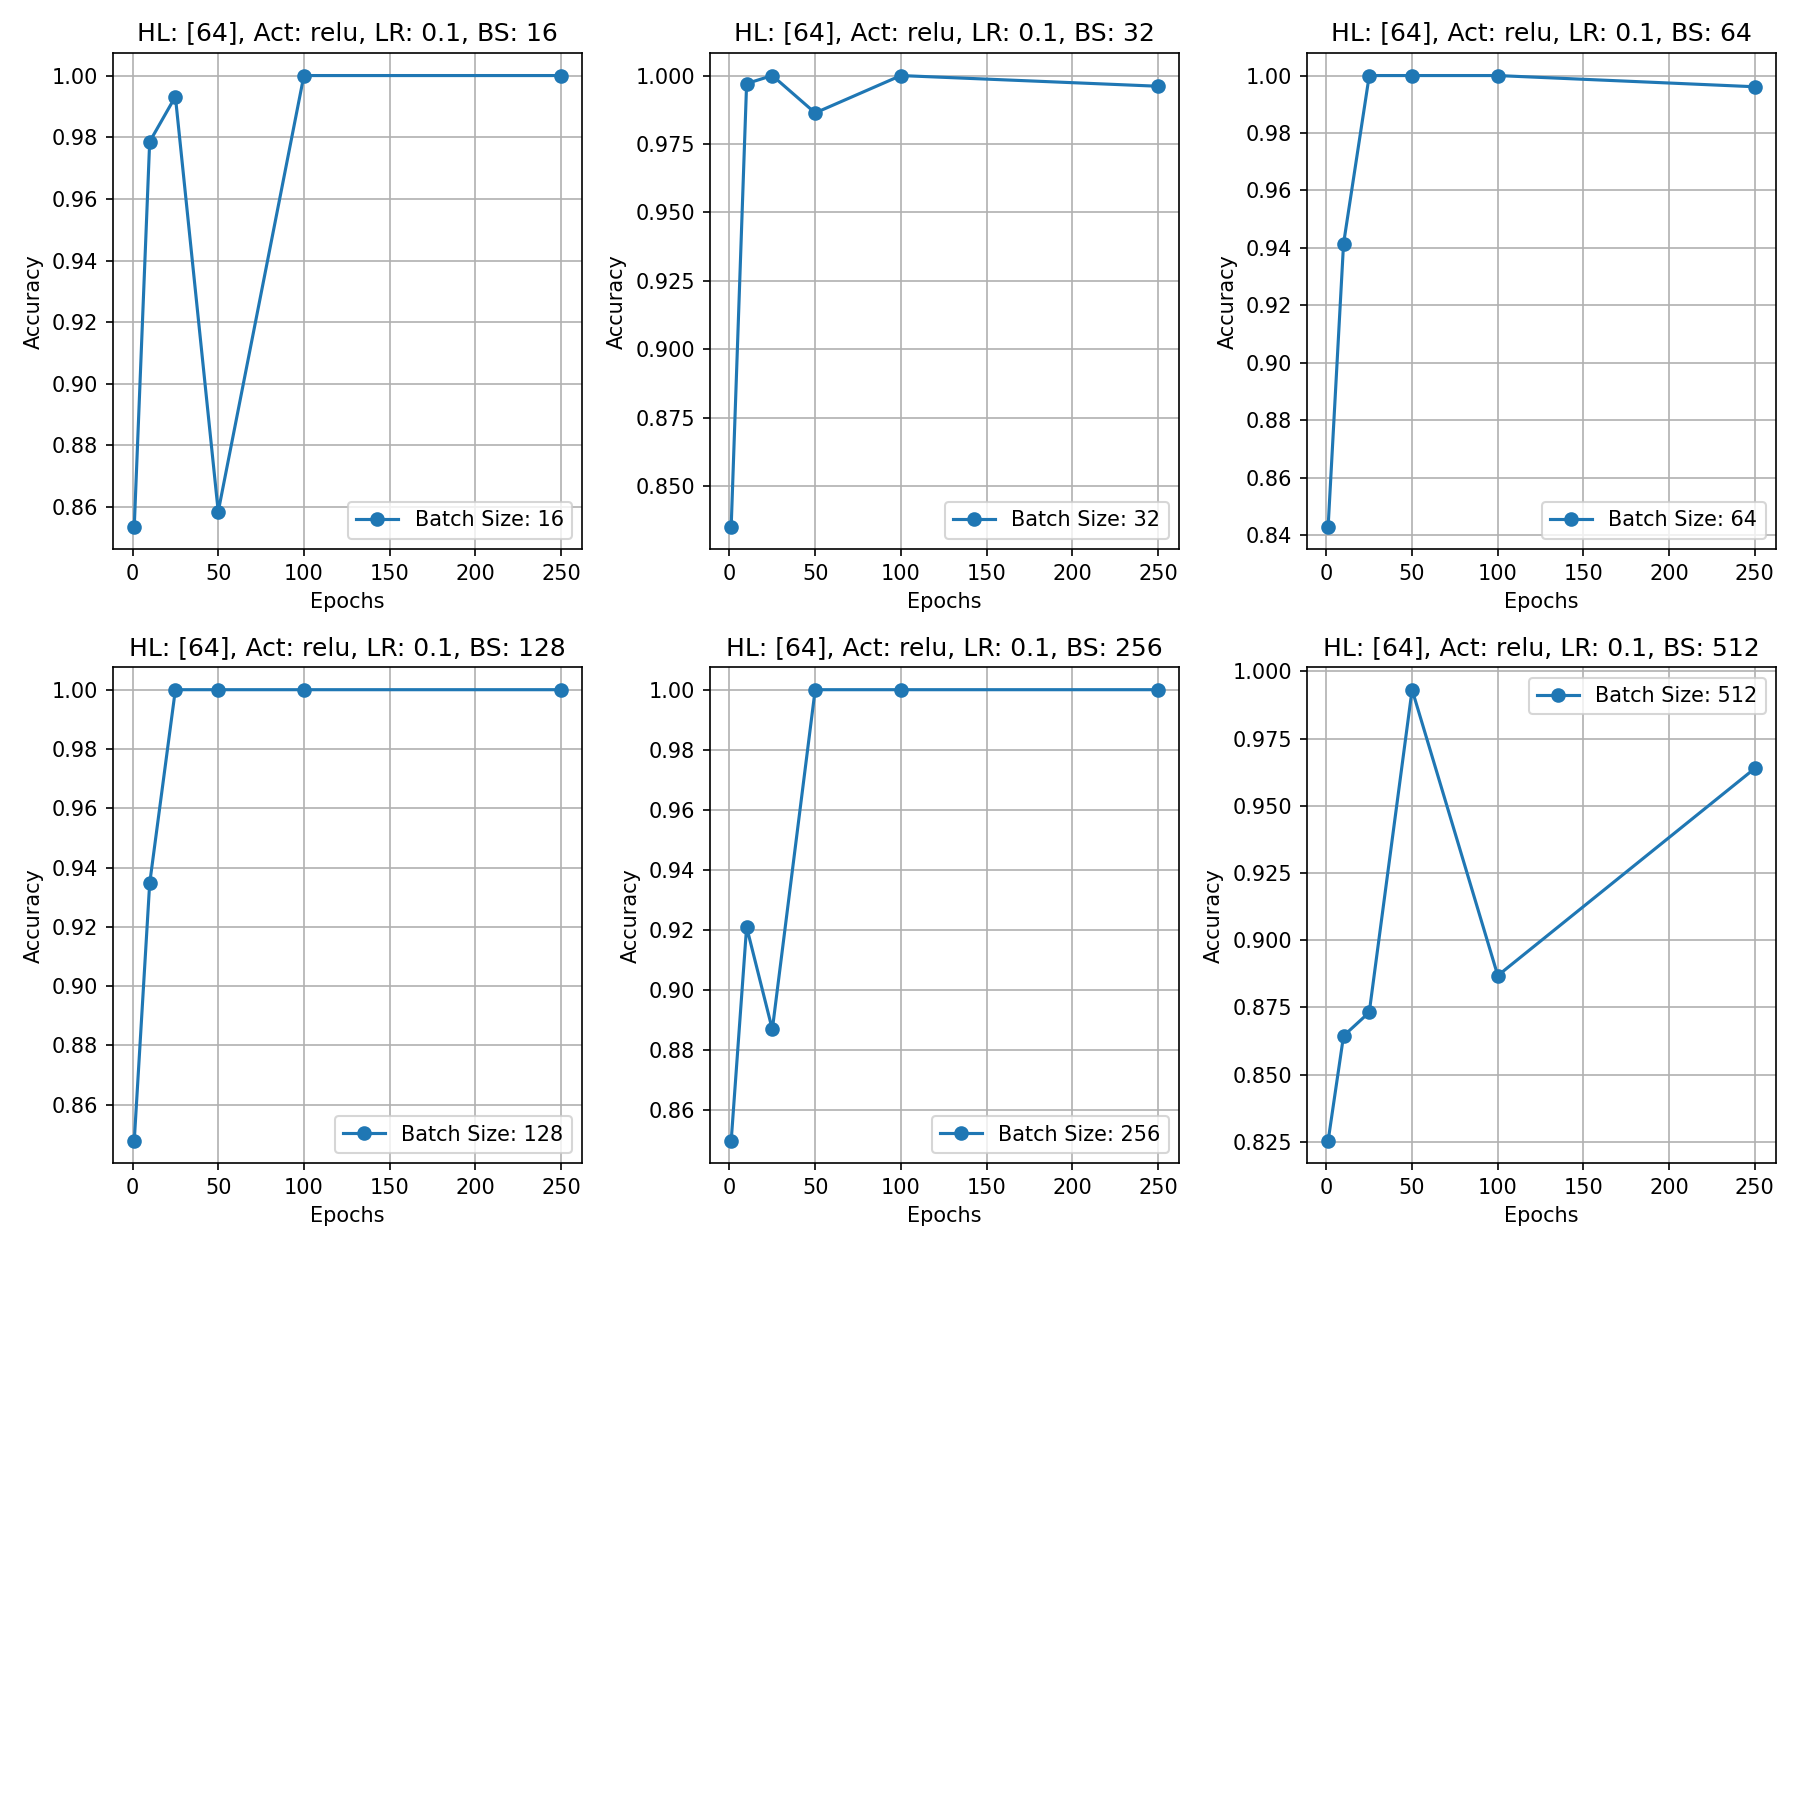 HL: [64], Act: relu, LR: 0.1, BS: 16
1.00
0.98
0.96
0.94
0.92
0.90
0.88
0.86
Accuracy
Batch Size: 16
0 50 100 150 200 250
Epochs
HL: [64], Act: relu, LR: 0.1, BS: 32
1.000
0.975
0.950
0.925
0.900
0.875
0.850
Accuracy
Batch Size: 32
0 50 100 150 200 250
Epochs
HL: [64], Act: relu, LR: 0.1, BS: 64
1.00
0.98
0.96
0.94
0.92
0.90
0.88
0.86
0.84
Accuracy
Batch Size: 64
0 50 100 150 200 250
Epochs
HL: [64], Act: relu, LR: 0.1, BS: 128
1.00
0.98
0.96
0.94
0.92
0.90
0.88
0.86
Accuracy
Batch Size: 128
0 50 100 150 200 250
Epochs
HL: [64], Act: relu, LR: 0.1, BS: 256
1.00
0.98
0.96
0.94
0.92
0.90
0.88
0.86
Accuracy
Batch Size: 256
0 50 100 150 200 250
Epochs
HL: [64], Act: relu, LR: 0.1, BS: 512
1.000
0.975
0.950
0.925
0.900
0.875
0.850
0.825
Accuracy
Batch Size: 512
0 50 100 150 200 250
Epochs